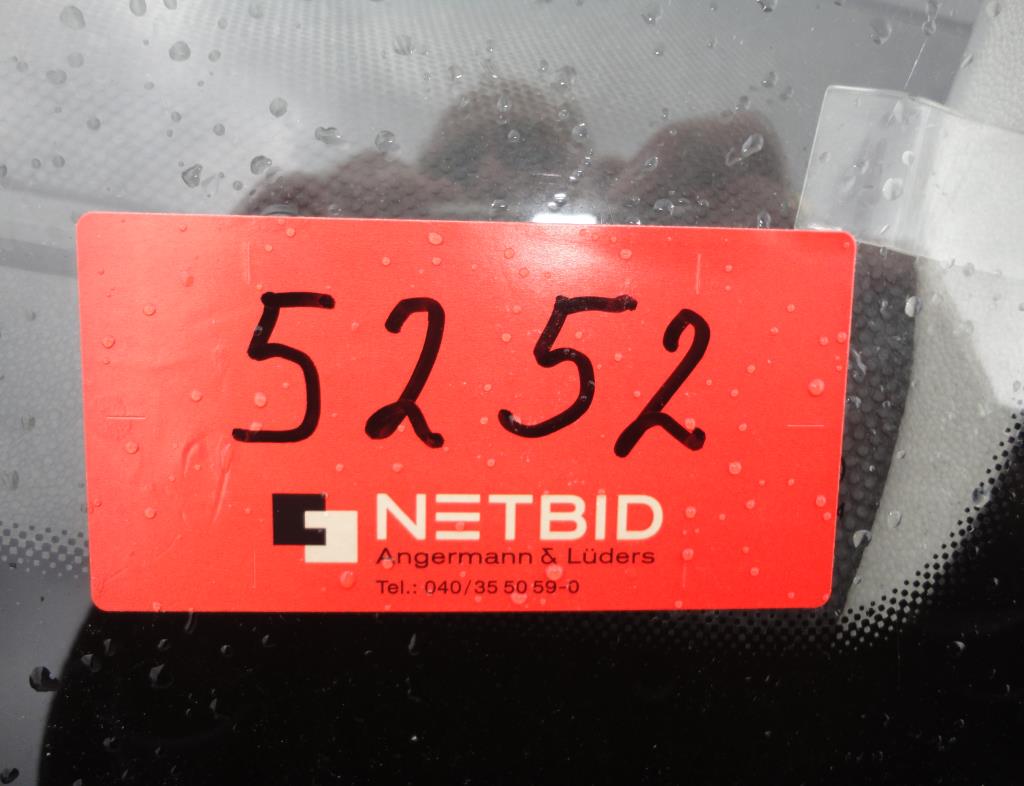 5252
NETBID
Angermann & Lüders
Tel.: 040/35 50 59-0